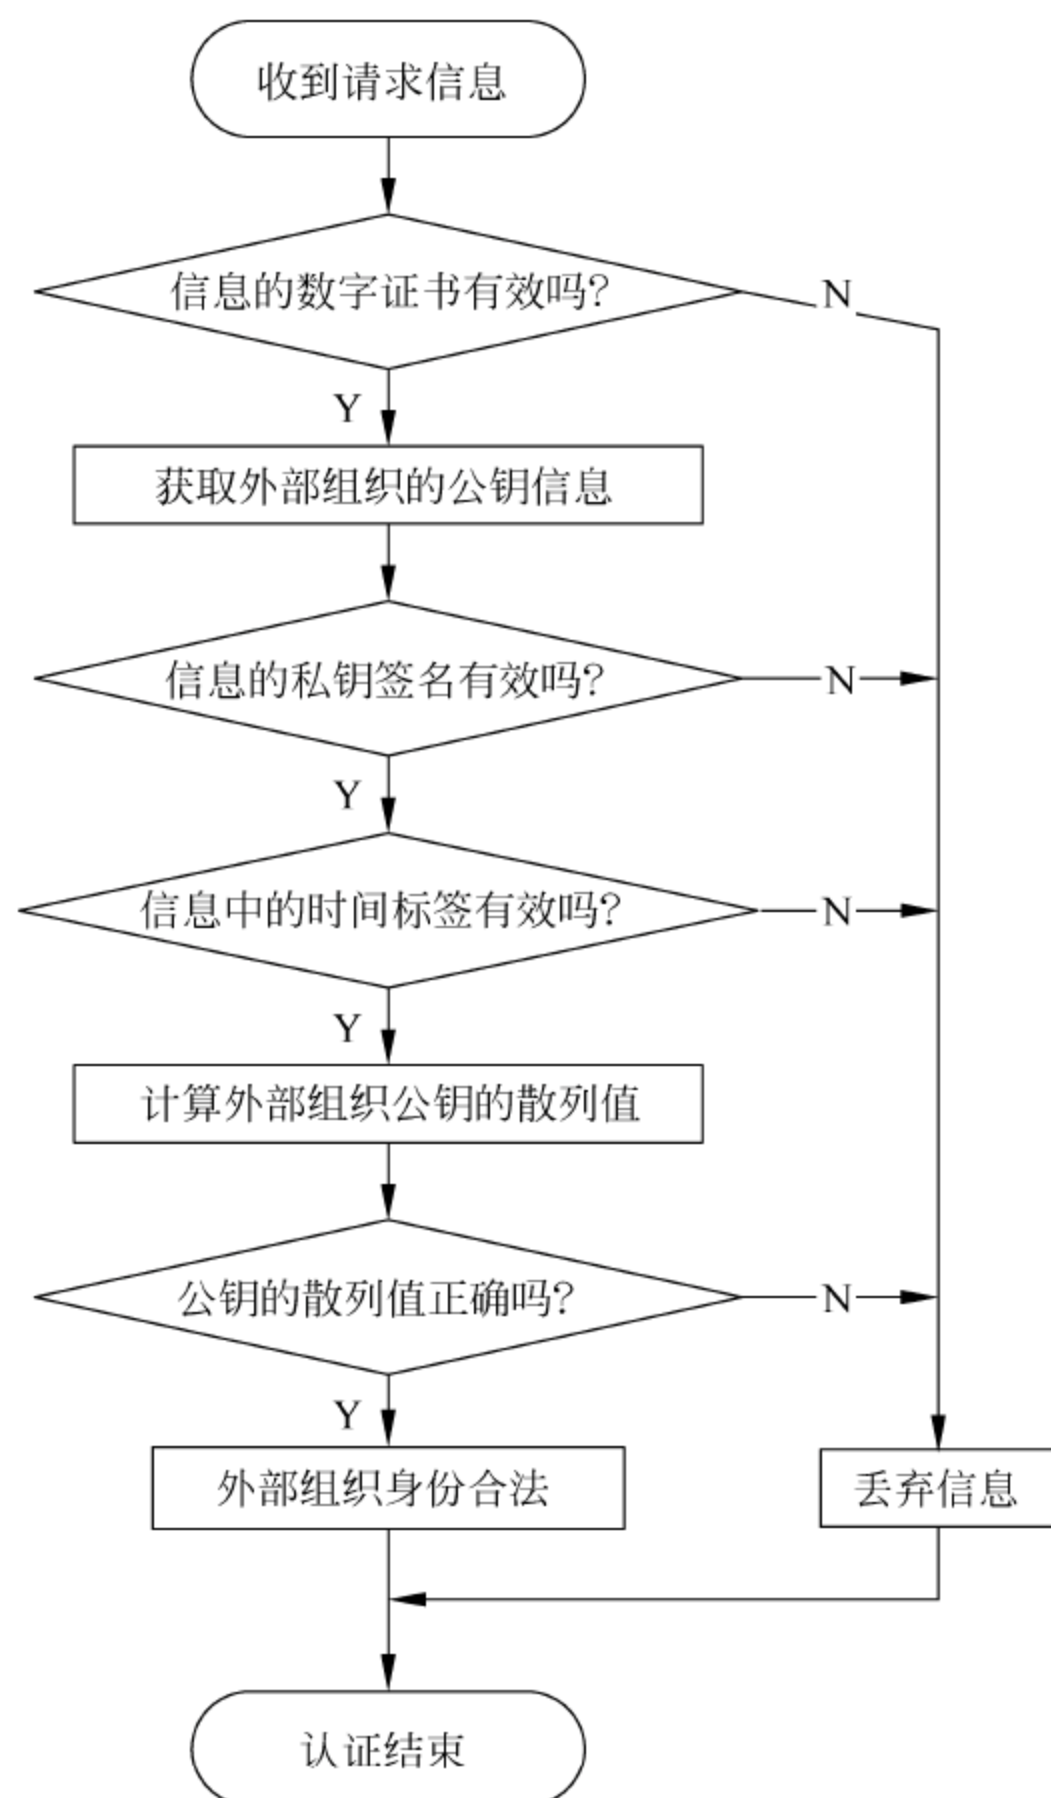 收到请求信息
信息的数字证书有效吗?
N
Y
获取外部组织的公钥信息
信息的私钥签名有效吗?
N
Y
信息中的时间标签有效吗?
N
Y
计算外部组织公钥的散列值
公钥的散列值正确吗?
N
Y
外部组织身份合法
丢弃信息
认证结束